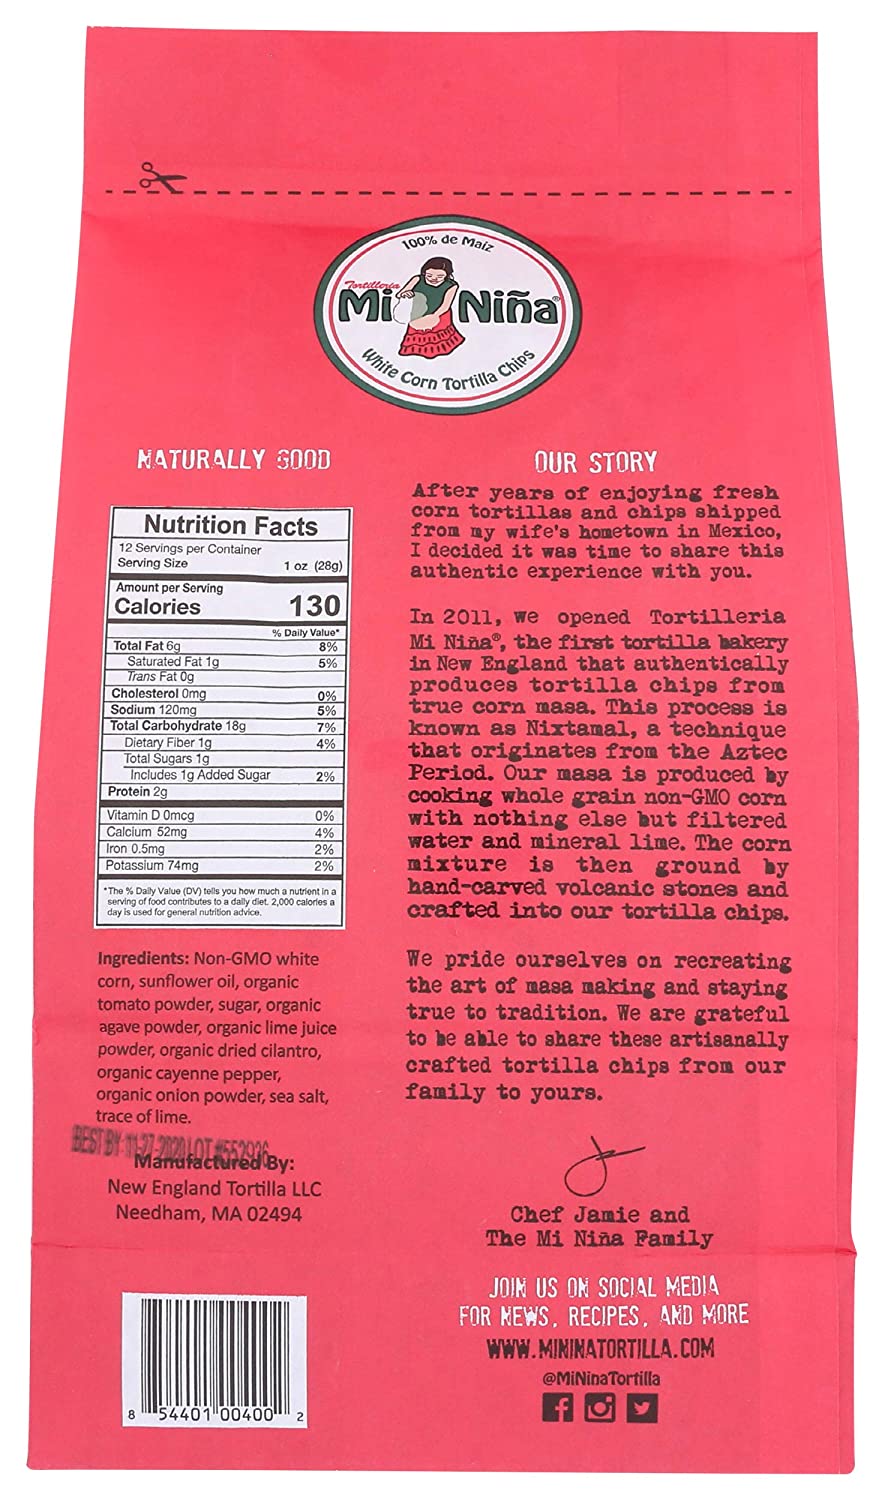 100% de Maíz
Tortilleria
Mi Niña®
White Corn Tortilla Chips
NATURALLY GOOD
Nutrition Facts
12 Servings per Container
Serving Size 1 oz (28g)
Amount per Serving
Calories 130
% Daily Value*
Total Fat 6g 8%
Saturated Fat 1g 5%
Trans Fat 0g
Cholesterol 0mg 0%
Sodium 120mg 5%
Total Carbohydrate 18g 7%
Dietary Fiber 1g 4%
Total Sugars 1g
Includes 1g Added Sugar 2%
Protein 2g
Vitamin D 0mcg 0%
Calcium 52mg 4%
Iron 0.5mg 2%
Potassium 74mg 2%
*The % Daily Value (DV) tells you how much a nutrient in a
serving of food contributes to a daily diet. 2,000 calories a
day is used for general nutrition advice.
Ingredients: Non-GMO white
corn, sunflower oil, organic
tomato powder, sugar, organic
agave powder, organic lime juice
powder, organic dried cilantro,
organic cayenne pepper,
organic onion powder, sea salt,
trace of lime.
BEST BY 11-27-2020 LOT #552936
Manufactured By:
New England Tortilla LLC
Needham, MA 02494
8 54401 00400 2
OUR STORY
After years of enjoying fresh
corn tortillas and chips shipped
from my wife's hometown in Mexico,
I decided it was time to share this
authentic experience with you.
In 2011, we opened Tortilleria
Mi Niña®, the first tortilla bakery
in New England that authentically
produces tortilla chips from
true corn masa. This process is
known as Nixtamal, a technique
that originates from the Aztec
Period. Our masa is produced by
cooking whole grain non-GMO corn
with nothing else but filtered
water and mineral lime. The corn
mixture is then ground by
hand-carved volcanic stones and
crafted into our tortilla chips.
We pride ourselves on recreating
the art of masa making and staying
true to tradition. We are grateful
to be able to share these artisanally
crafted tortilla chips from our
family to yours.
Chef Jamie and
The Mi Niña Family
JOIN US ON SOCIAL MEDIA
FOR NEWS, RECIPES, AND MORE
WWW.MININATORTILLA.COM
@MiNinaTortilla